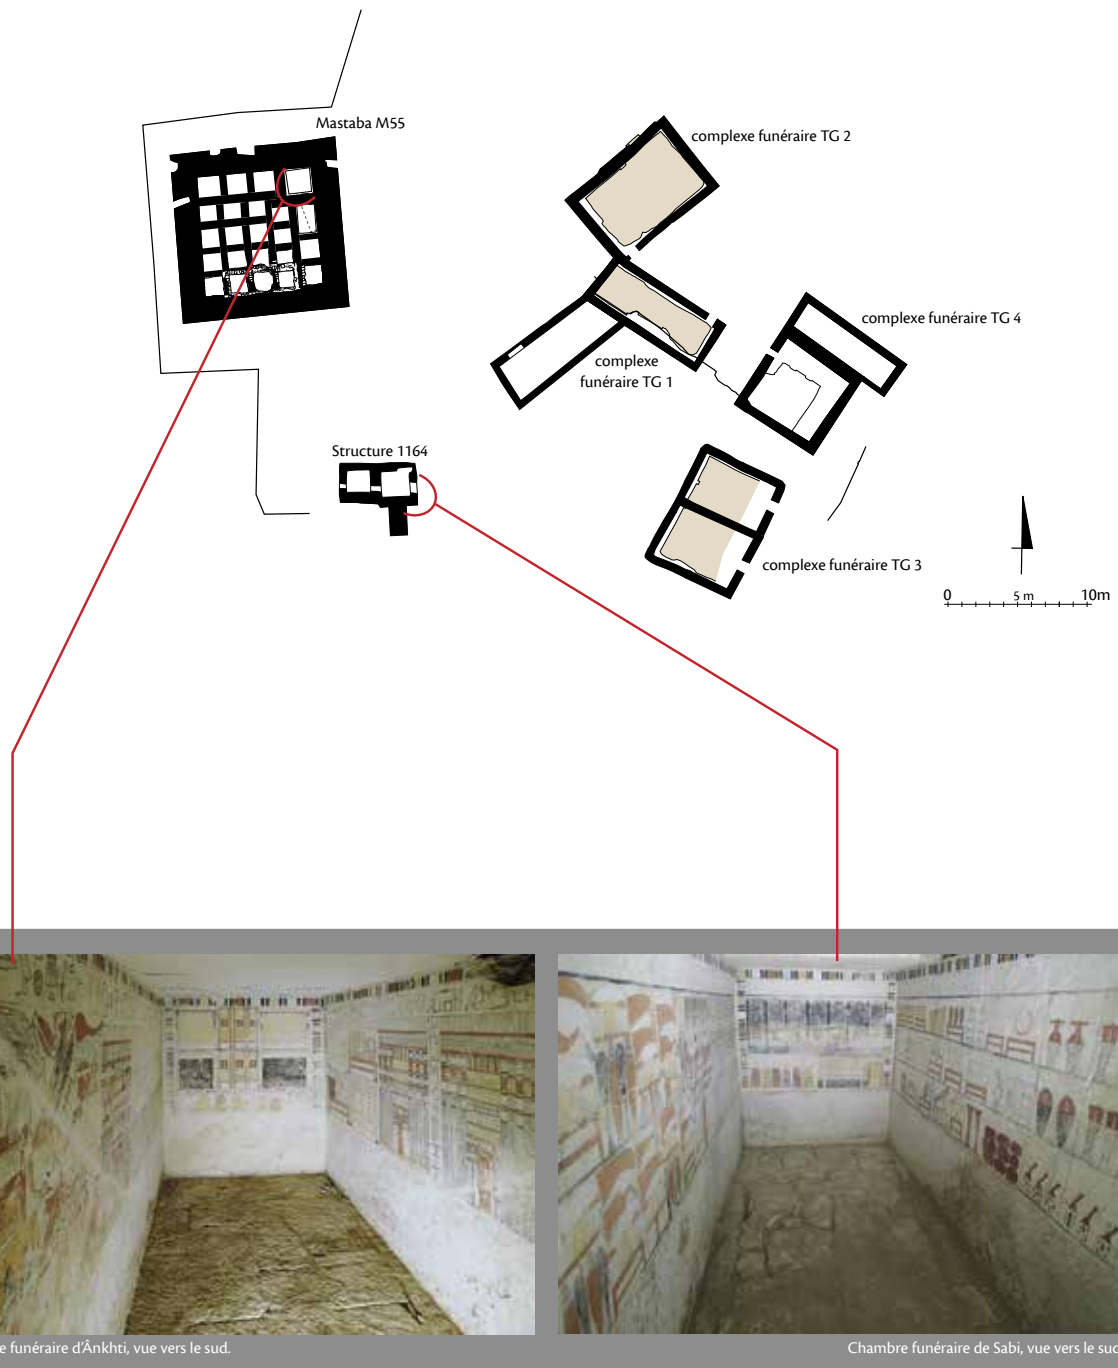 Mastaba M55
complexe funéraire TG 2
complexe funéraire TG 4
complexe
funéraire TG 1
Structure 1164
complexe funéraire TG 3
0 5 m 10m
funéraire d'Ânkhti, vue vers le sud.
Chambre funéraire de Sabi, vue vers le sud